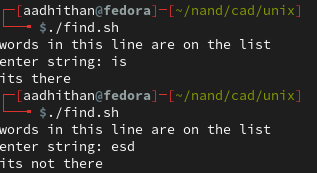 ┌─[aadhithan@fedora]─[~/nand/cad/unix]
└──╼ $./find.sh
words in this line are on the list
enter string: is
its there
┌─[aadhithan@fedora]─[~/nand/cad/unix]
└──╼ $./find.sh
words in this line are on the list
enter string: esd
its not there